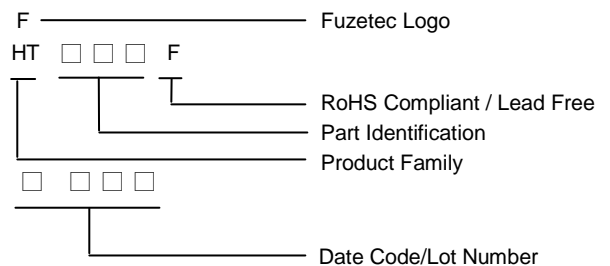 F Fuzetec Logo
HT □ □ □ F
RoHS Compliant / Lead Free
Part Identification
Product Family
□ □ □ □
Date Code/Lot Number